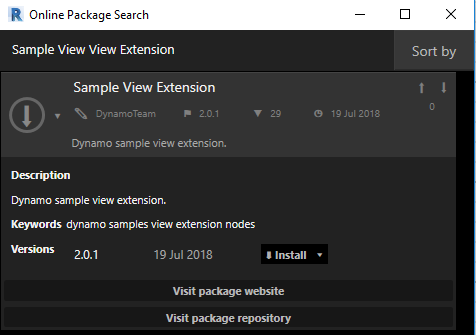 Online Package Search
Sample View View Extension
Sort by
Sample View Extension
DynamoTeam 2.0.1 29 19 Jul 2018
0
Dynamo sample view extension.
Description
Dynamo sample view extension.
Keywords dynamo samples view extension nodes
Versions 2.0.1 19 Jul 2018 Install
Visit package website
Visit package repository